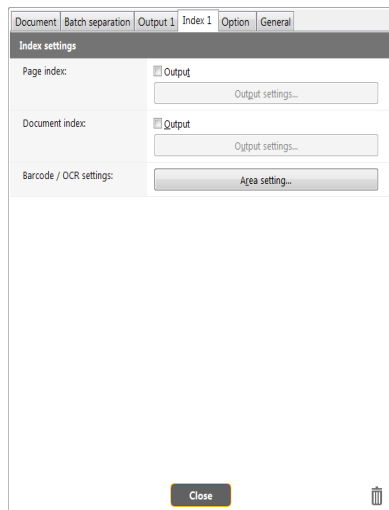 Document Batch separation Output 1 Index 1 Option General
Index settings
Page index:
Output
Output settings...
Document index:
Output
Output settings...
Barcode / OCR settings:
Area setting...
Close